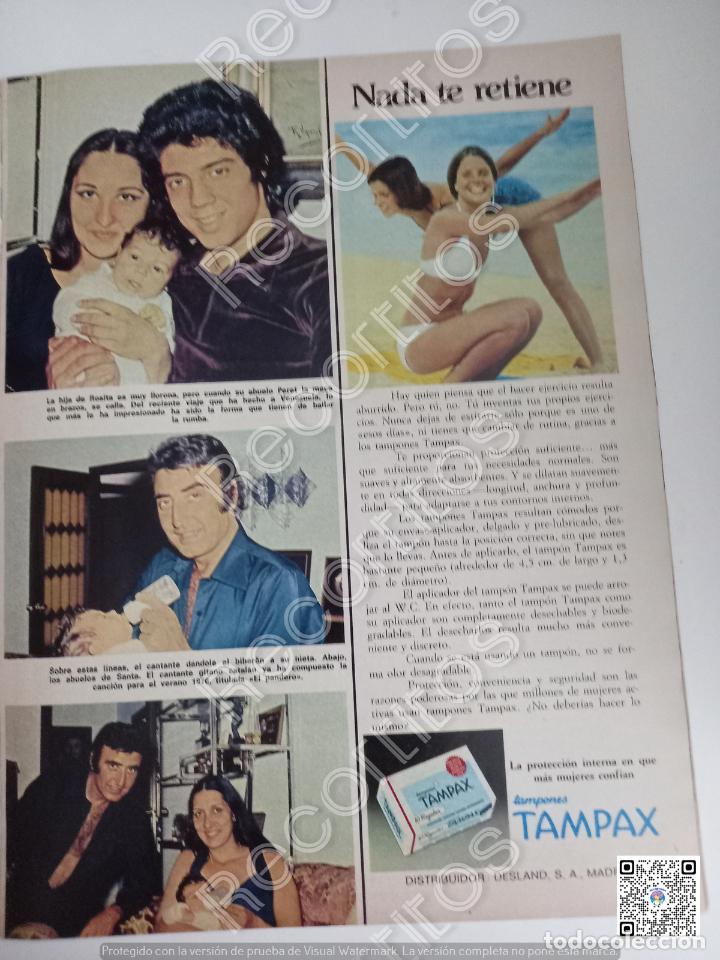 La hija de Rosita es muy llorona, pero cuando su abuelo Peret la mece
en brazos, se calla. Del reciente viaje que ha hecho a Venezuela, lo
que más le ha impresionado ha sido la forma que tienen de bailar
la rumba.
Sobre estas líneas, el cantante dándole el biberón a su nieta. Abajo,
los abuelos de Santa. El cantante gitano catalán ya ha compuesto la
canción para el verano 1976, titulada «El pandero».
Nada te retiene
Hay quien piensa que el hacer ejercicio resulta
aburrido. Pero tú, no. Tú inventas tus propios ejerci-
cios. Nunca dejas de estirarte sólo porque es uno de
«esos días», ni tienes que cambiar de rutina, gracias a
los tampones Tampax.
Te proporcionan protección suficiente... más
que suficiente para tus necesidades normales. Son
suaves y altamente absorbentes. Y se dilatan suavemen-
te en todas direcciones—longitud, anchura y profun-
didad—para adaptarse a tus contornos internos.
Los tampones Tampax resultan cómodos por-
que su envase-aplicador, delgado y pre-lubricado, des-
liza el tampón hasta la posición correcta, sin que notes
que lo llevas. Antes de aplicarlo, el tampón Tampax es
bastante pequeño (alrededor de 4,5 cm. de largo y 1,3
cm. de diámetro).
El aplicador del tampón Tampax se puede arro-
jar al W.C. En efecto, tanto el tampón Tampax como
su aplicador son completamente desechables y biode-
gradables. El desecharlos resulta mucho más conve-
niente y discreto.
Cuando se está usando un tampón, no se for-
ma olor desagradable.
Protección, conveniencia y seguridad son las
razones poderosas por las que millones de mujeres ac-
tivas usan tampones Tampax. ¿No deberías hacer lo
mismo?
La protección interna en que
más mujeres confían
tampones
TAMPAX
TAMPAX
DISTRIBUIDOR: DESLAND, S. A., MADR
Recortitos
todocoleccion
Protegido con la versión de prueba de Visual Watermark. La versión completa no pone esta marca.